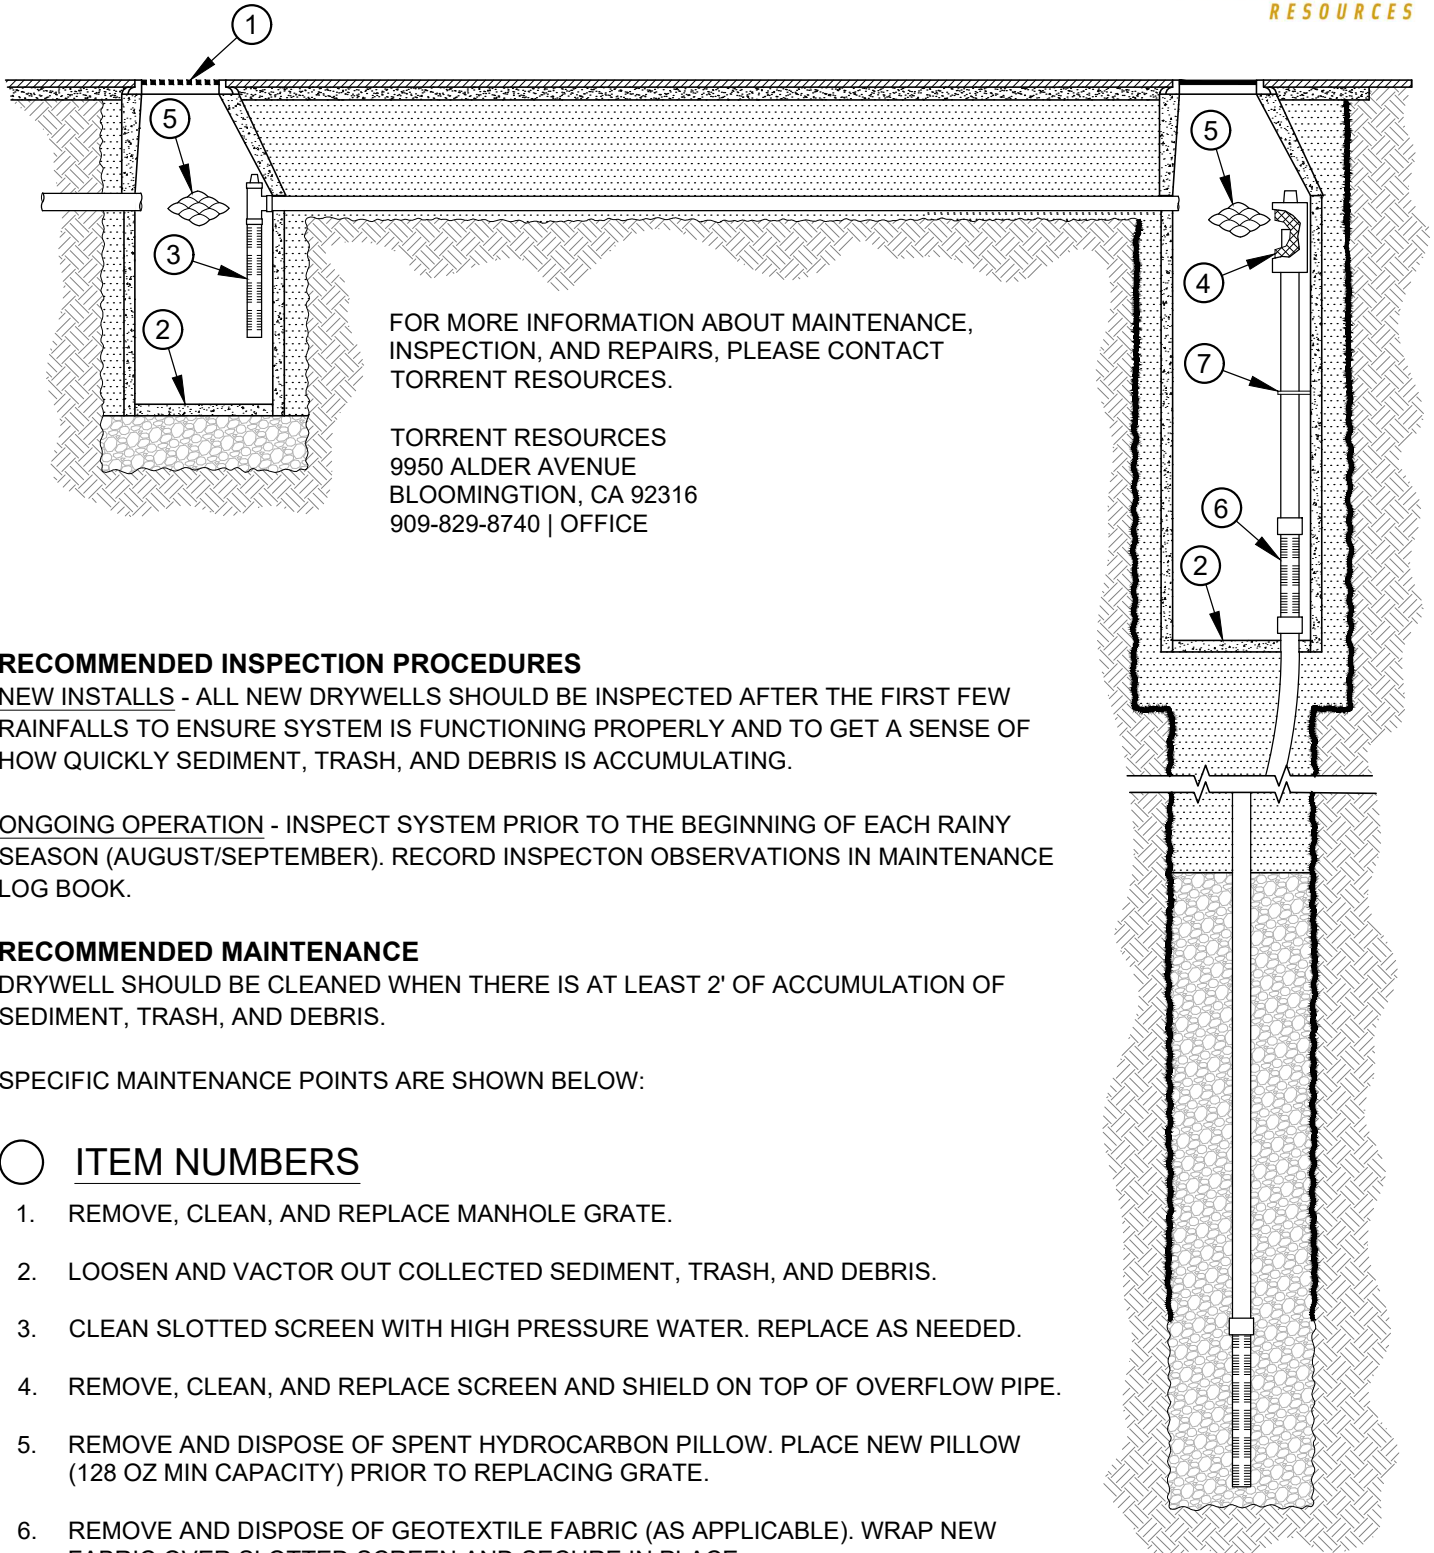 RESOURCES
1
5
5
3
4
2
FOR MORE INFORMATION ABOUT MAINTENANCE,
INSPECTION, AND REPAIRS, PLEASE CONTACT
TORRENT RESOURCES.
7
TORRENT RESOURCES
9950 ALDER AVENUE
BLOOMINGTION, CA 92316
909-829-8740 | OFFICE
6
2
RECOMMENDED INSPECTION PROCEDURES
NEW INSTALLS - ALL NEW DRYWELLS SHOULD BE INSPECTED AFTER THE FIRST FEW
RAINFALLS TO ENSURE SYSTEM IS FUNCTIONING PROPERLY AND TO GET A SENSE OF
HOW QUICKLY SEDIMENT, TRASH, AND DEBRIS IS ACCUMULATING.
ONGOING OPERATION - INSPECT SYSTEM PRIOR TO THE BEGINNING OF EACH RAINY
SEASON (AUGUST/SEPTEMBER). RECORD INSPECTON OBSERVATIONS IN MAINTENANCE
LOG BOOK.
RECOMMENDED MAINTENANCE
DRYWELL SHOULD BE CLEANED WHEN THERE IS AT LEAST 2' OF ACCUMULATION OF
SEDIMENT, TRASH, AND DEBRIS.
SPECIFIC MAINTENANCE POINTS ARE SHOWN BELOW:
ITEM NUMBERS
1. REMOVE, CLEAN, AND REPLACE MANHOLE GRATE.
2. LOOSEN AND VACTOR OUT COLLECTED SEDIMENT, TRASH, AND DEBRIS.
3. CLEAN SLOTTED SCREEN WITH HIGH PRESSURE WATER. REPLACE AS NEEDED.
4. REMOVE, CLEAN, AND REPLACE SCREEN AND SHIELD ON TOP OF OVERFLOW PIPE.
5. REMOVE AND DISPOSE OF SPENT HYDROCARBON PILLOW. PLACE NEW PILLOW
(128 OZ MIN CAPACITY) PRIOR TO REPLACING GRATE.
6. REMOVE AND DISPOSE OF GEOTEXTILE FABRIC (AS APPLICABLE). WRAP NEW
FABRIC OVER SLOTTED SCREEN AND SECURE IN PLACE